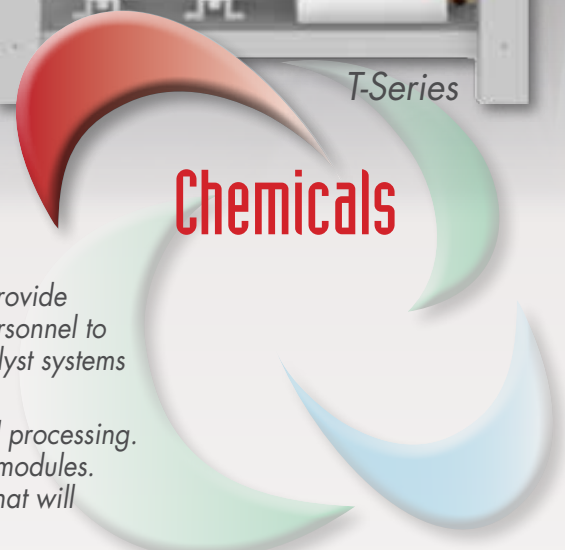 T-Series
Chemicals
rovide
rsonnel to
lyst systems
processing.
modules.
hat will